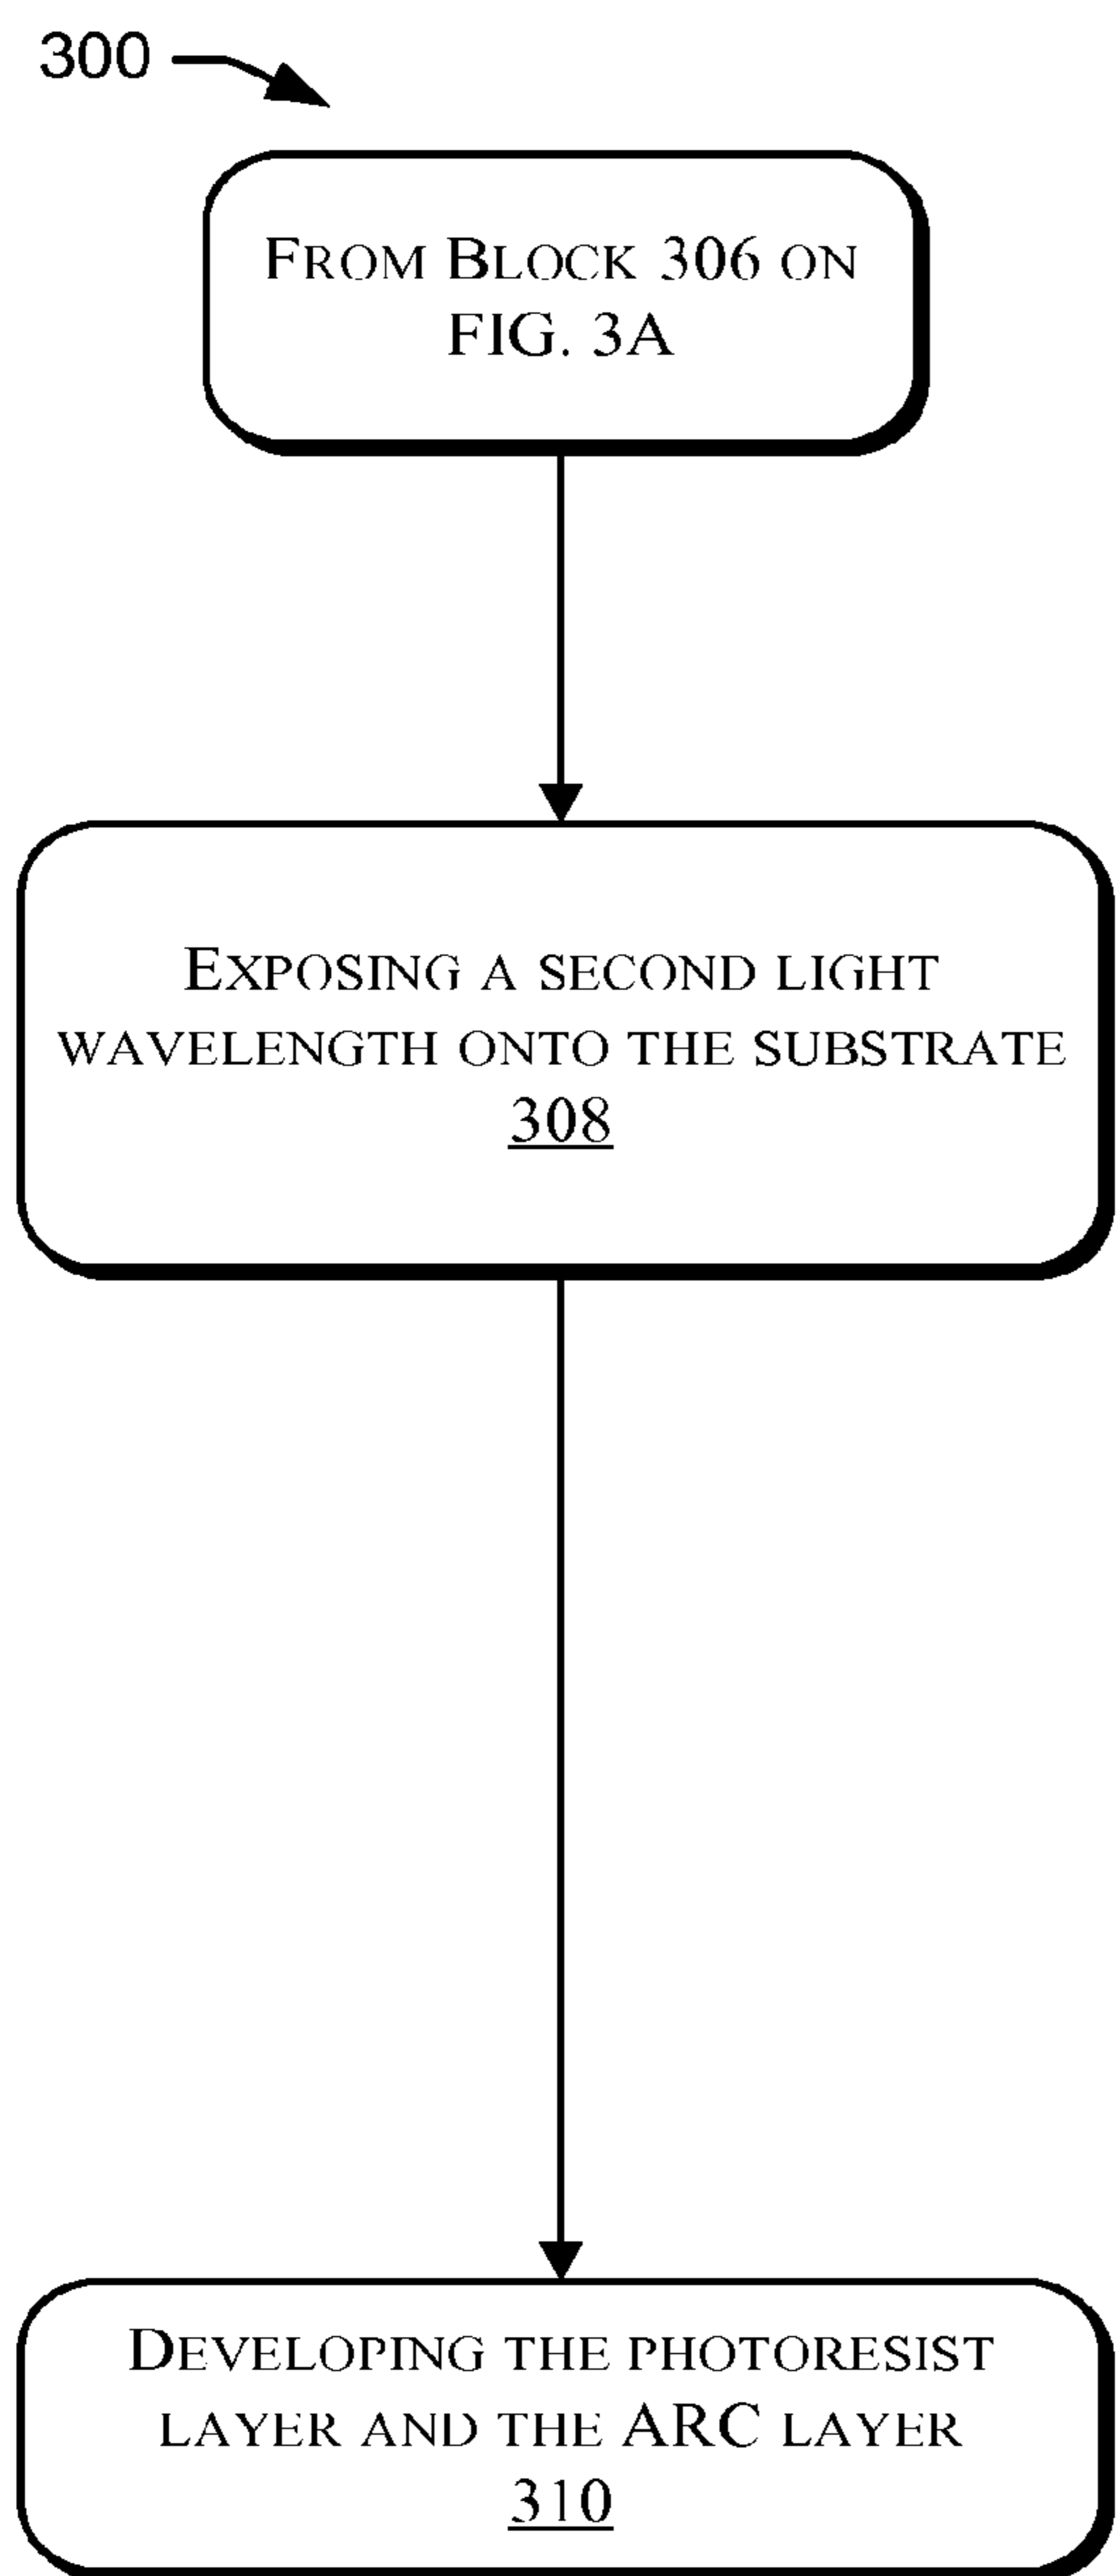 300
FROM BLOCK 306 ON
FIG. 3A
EXPOSING A SECOND LIGHT
WAVELENGTH ONTO THE SUBSTRATE
308
DEVELOPING THE PHOTORESIST
LAYER AND THE ARC LAYER
310